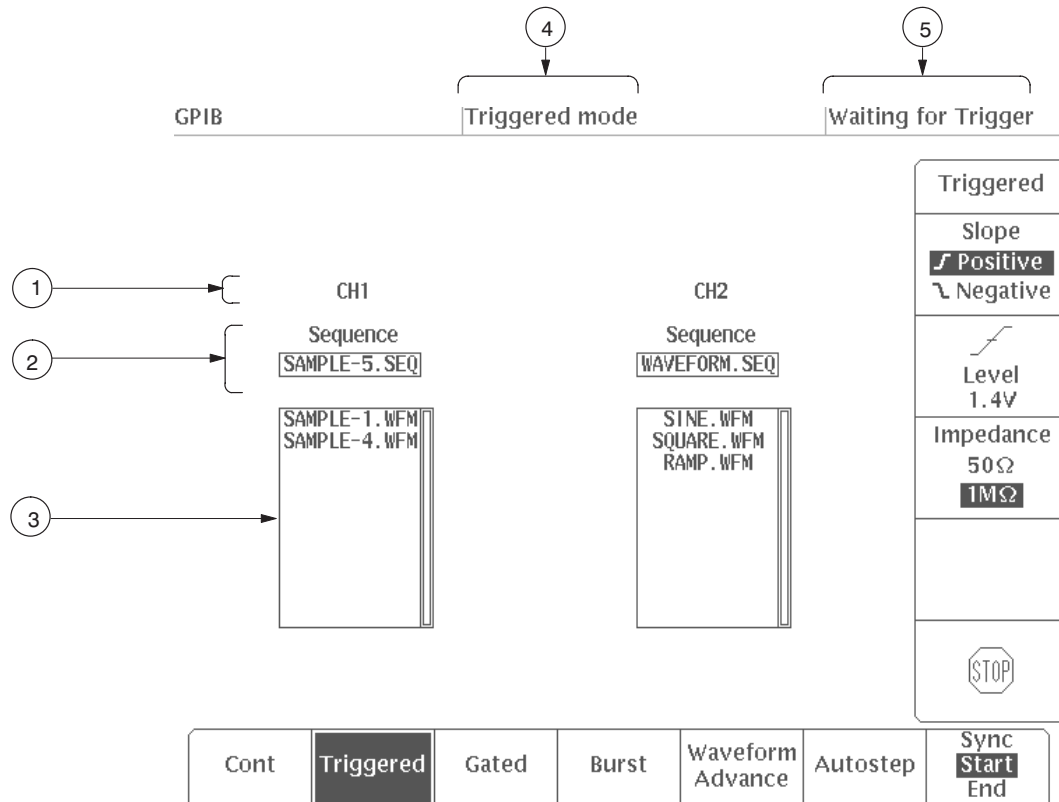 4
5
GPIB
Triggered mode
Waiting for Trigger
Triggered
Slope
Positive
Negative
1
CH1
CH2
2
Sequence
SAMPLE-5.SEQ
Sequence
WAVEFORM.SEQ
Level
1.4V
SAMPLE-1.WFM
SAMPLE-4.WFM
SINE.WFM
SQUARE.WFM
RAMP.WFM
Impedance
50Ω
1MΩ
3
STOP
Cont
Triggered
Gated
Burst
Waveform
Advance
Autostep
Sync
Start
End